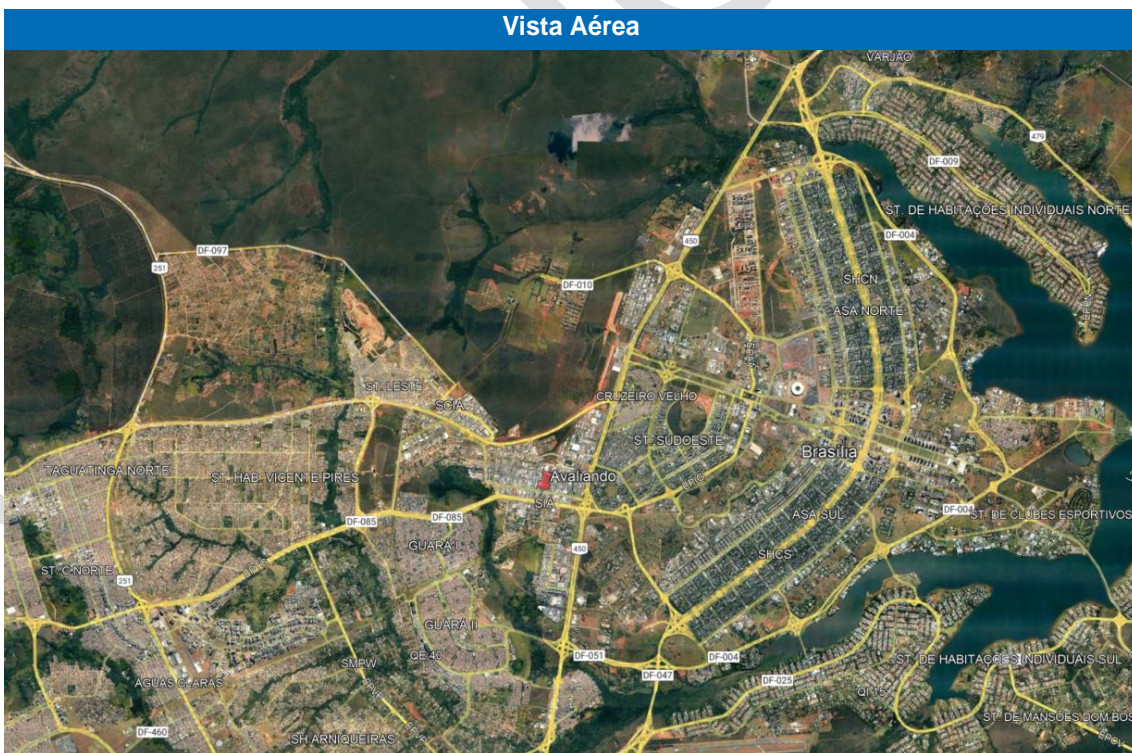 Vista Aérea
VARJÃO
479
DF-009
ST. DE HABITAÇÕES INDIVIDUAIS NORTE
DF-004
450
DF-097
251
DF-010
SHCN
ASA NORTE
ST. LESTE
SCIA
CRUZEIRO VELHO
ST. SUDOESTE
Brasília
TAGUATINGA NORTE
ST. HAB. VICENTE PIRES
Avaliando
SIA
EPIG
DF-085
DF-085
ASA SUL
DF-004
ST. DE CLUBES ESPORTIVOS
GUARÁ I
450
SHCS
ST. C NORTE
251
GUARÁ II
QE 40
DF-051
DF-004
DF-047
SMPW
ST. DE HABITAÇÕES INDIVIDUAIS SUL
DF-025
QI 15
ÁGUAS CLARAS
ST. DE MANSÕES DOM BOS
DF-460
SH ARNIQUEIRAS